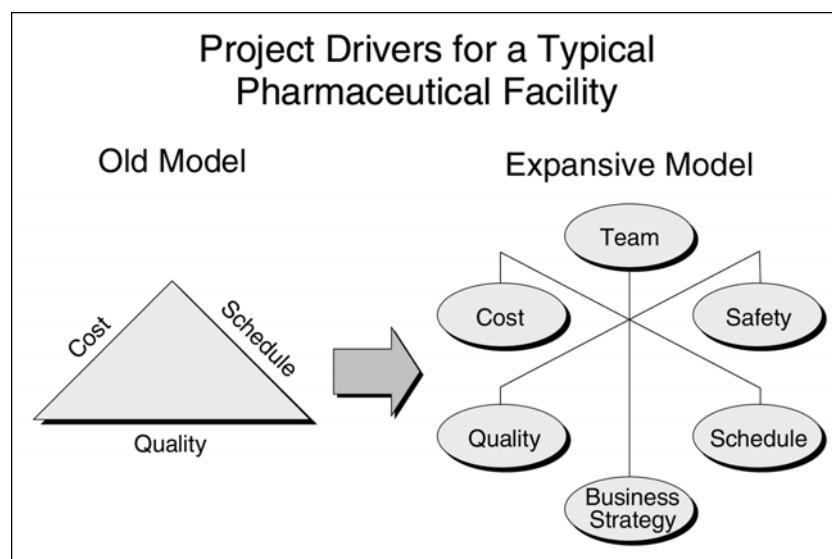 Project Drivers for a Typical
Pharmaceutical Facility
Old Model
Expansive Model
Cost
Schedule
Quality
Team
Cost
Safety
Quality
Schedule
Business
Strategy